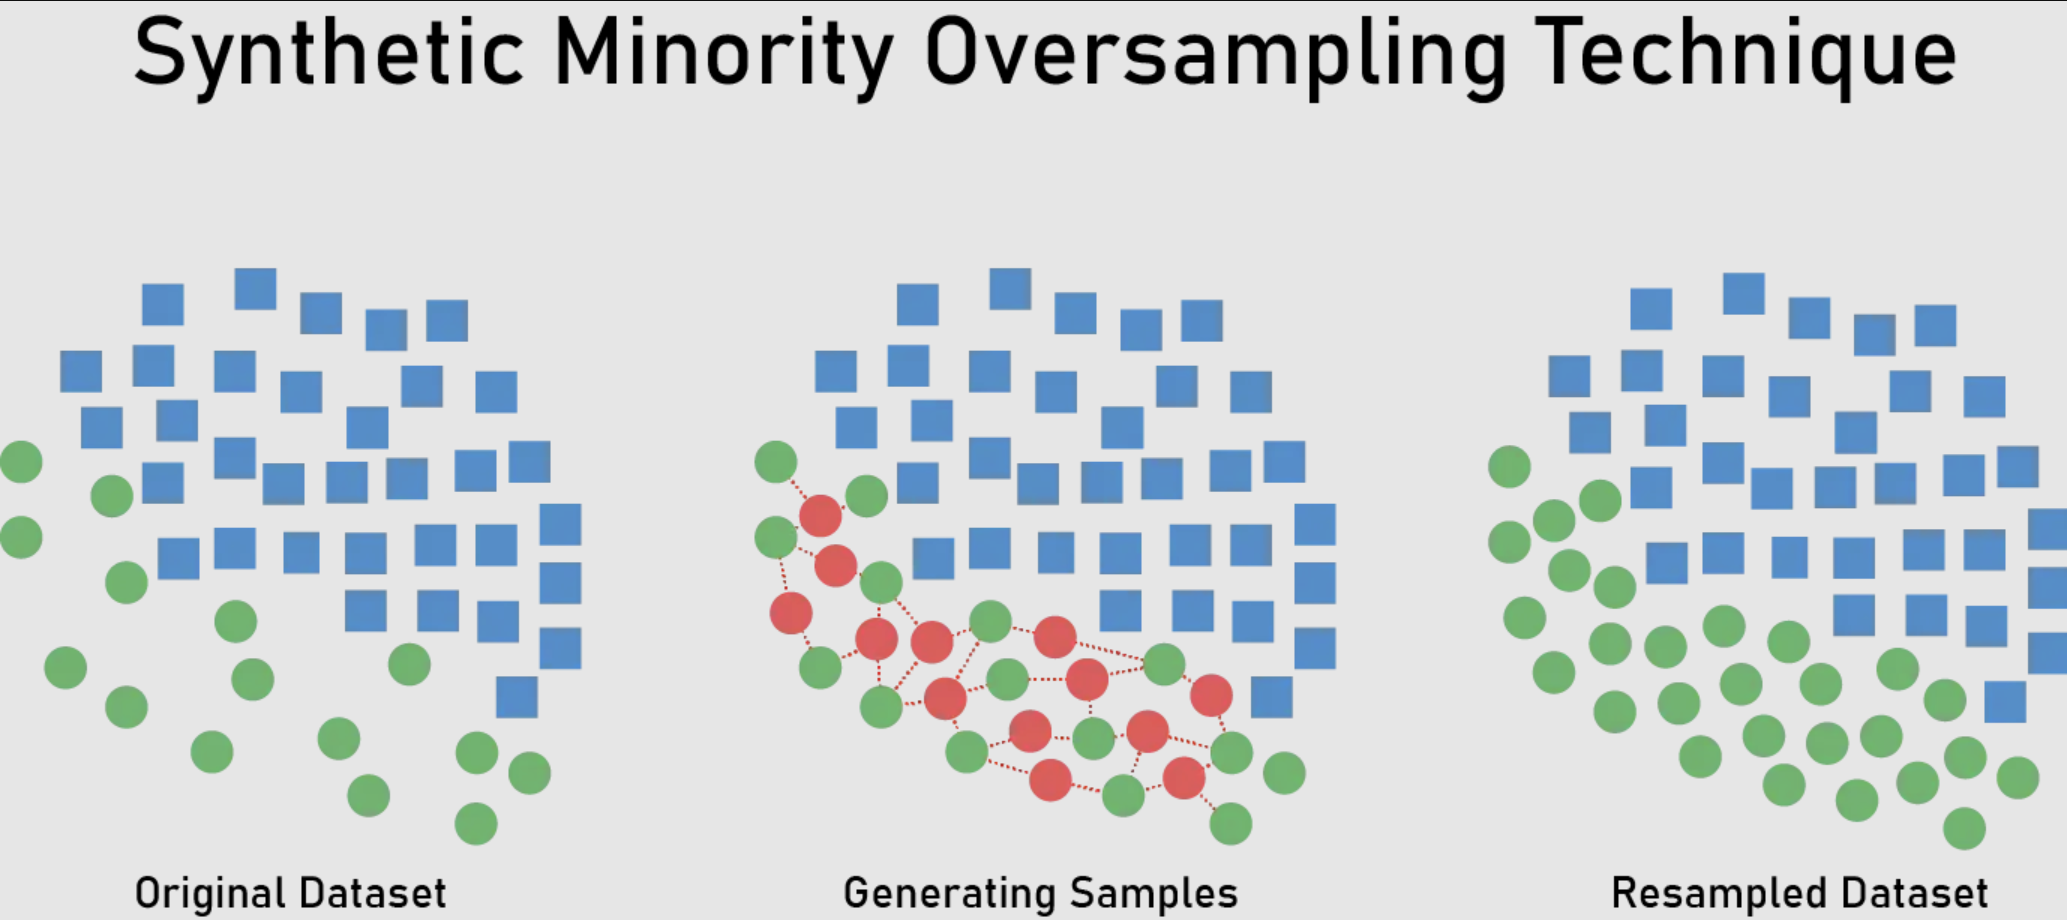 Synthetic Minority Oversampling Technique
Original Dataset
Generating Samples
Resampled Dataset